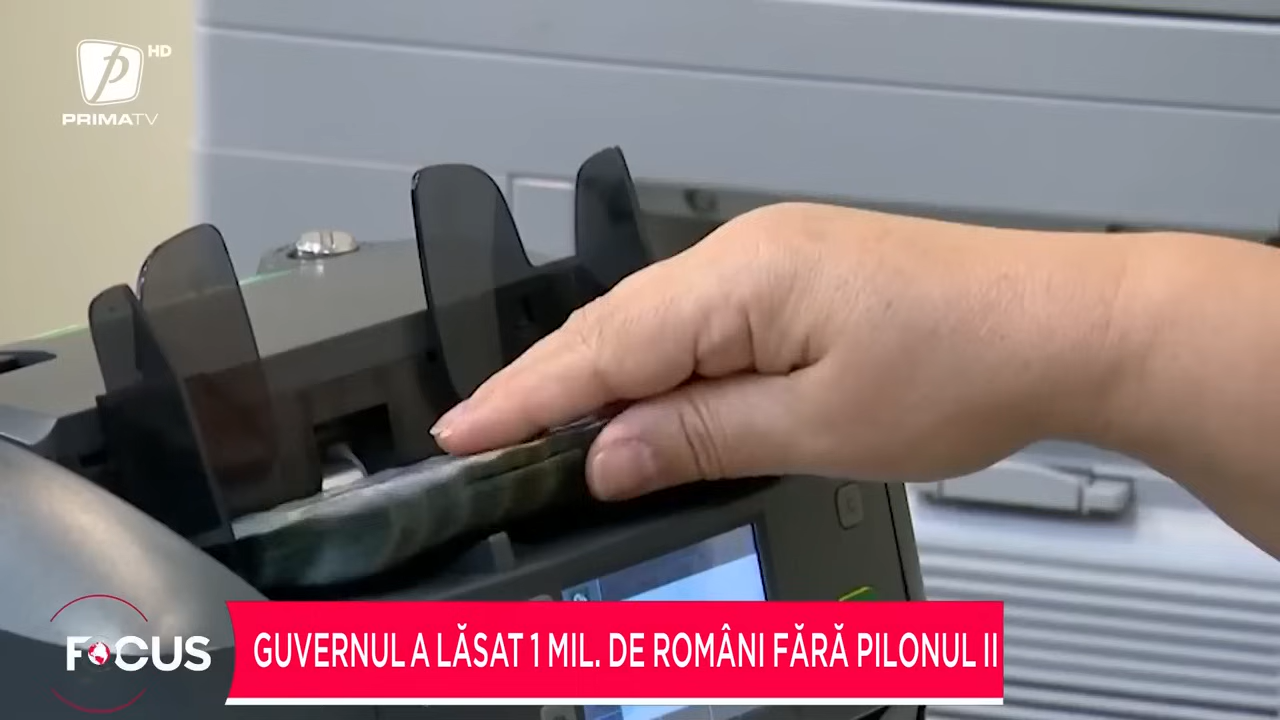 HD
PRIMATV
FOCUS
GUVERNUL A LĂSAT 1 MIL. DE ROMÂNI FĂRĂ PILONUL II